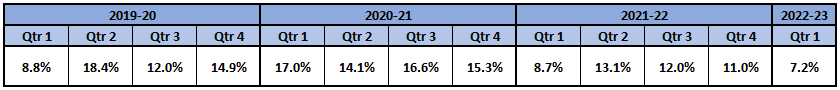 2019-20 2020-21 2021-22 2022-23
Qtr 1 Qtr 2 Qtr 3 Qtr 4 Qtr 1 Qtr 2 Qtr 3 Qtr 4 Qtr 1 Qtr 2 Qtr 3 Qtr 4 Qtr 1
8.8% 18.4% 12.0% 14.9% 17.0% 14.1% 16.6% 15.3% 8.7% 13.1% 12.0% 11.0% 7.2%